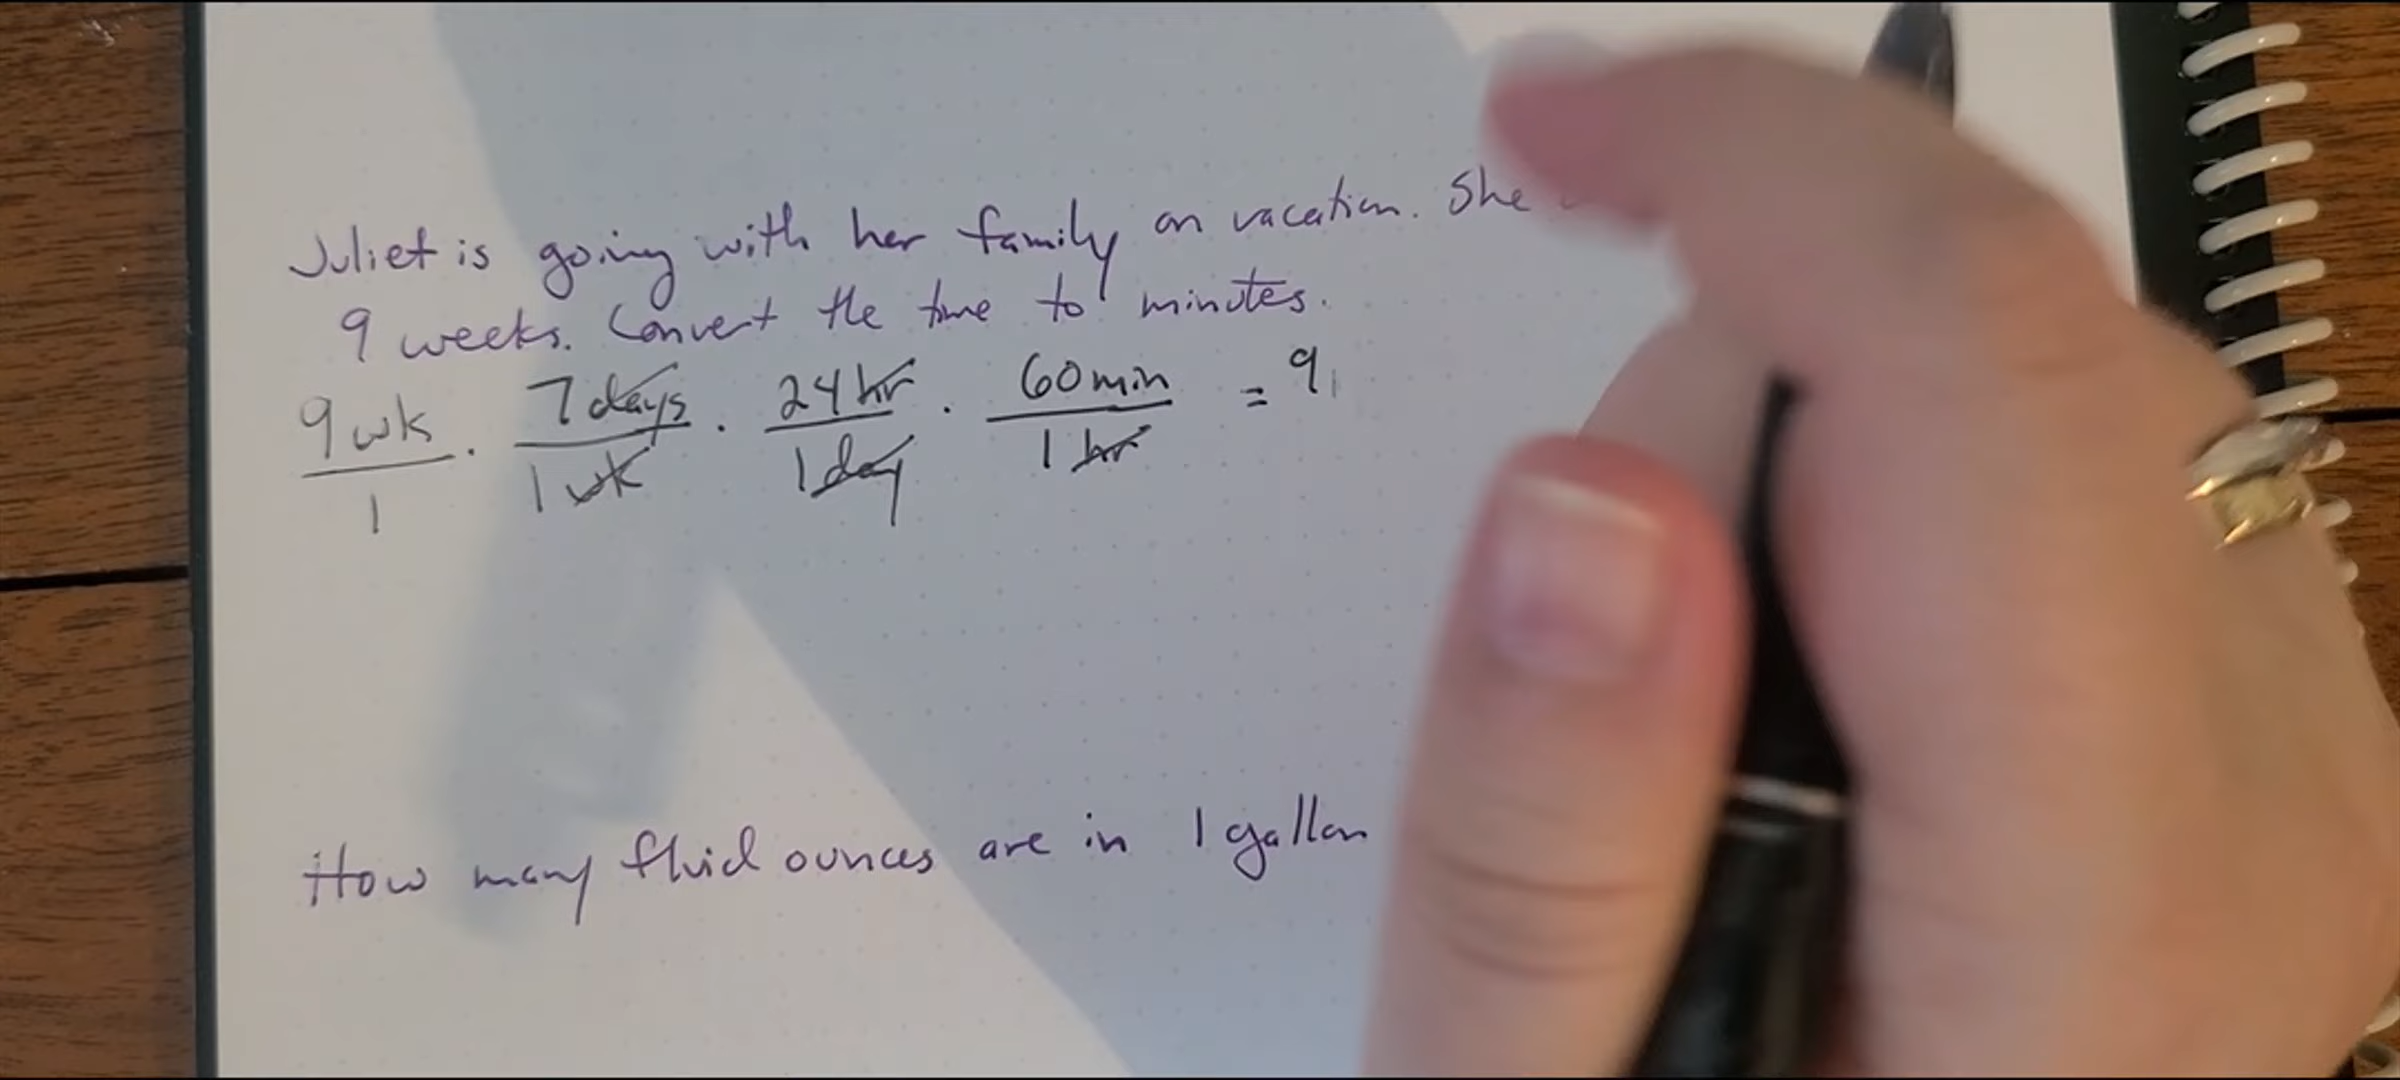 Juliet is going with her family on vacation. She
9 weeks. Convert the time to minutes.
9 wk / 1 · 7 days / 1 wk · 24 hr / 1 day · 60 min / 1 hr = 9
How many fluid ounces are in 1 gallon